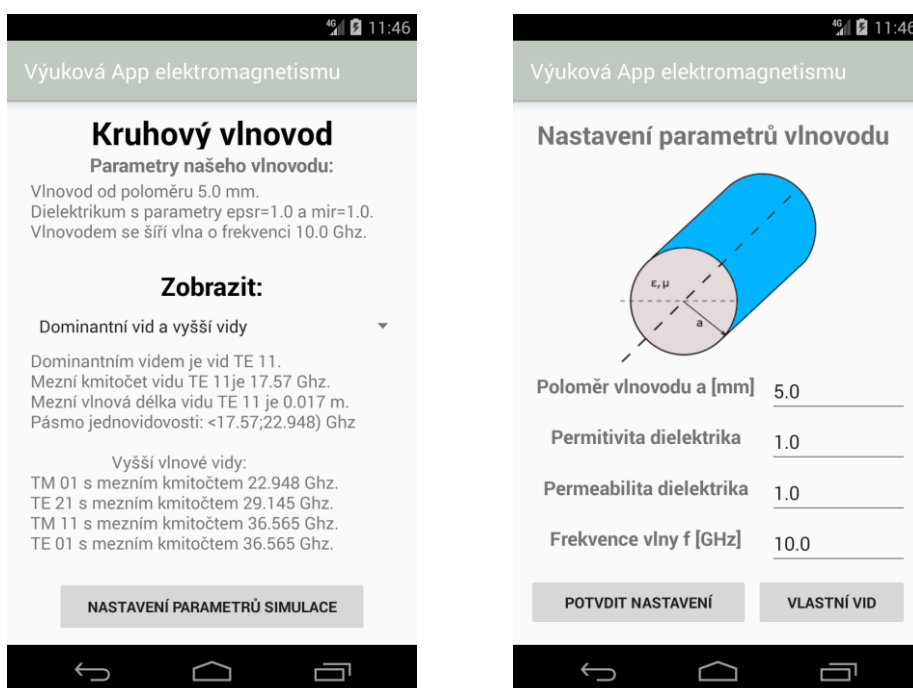 4G 11:46
Výuková App elektromagnetismu
Kruhový vlnovod
Parametry našeho vlnovodu:
Vlnovod od poloměru 5.0 mm.
Dielektrikum s parametry epsr=1.0 a mir=1.0.
Vlnovodem se šíří vlna o frekvenci 10.0 Ghz.
Zobrazit:
Dominantní vid a vyšší vidy
Dominantním videm je vid TE 11.
Mezní kmitočet vidu TE 11je 17.57 Ghz.
Mezní vlnová délka vidu TE 11 je 0.017 m.
Pásmo jednovidovosti: <17.57;22.948) Ghz
Vyšší vlnové vidy:
TM 01 s mezním kmitočtem 22.948 Ghz.
TE 21 s mezním kmitočtem 29.145 Ghz.
TM 11 s mezním kmitočtem 36.565 Ghz.
TE 01 s mezním kmitočtem 36.565 Ghz.
NASTAVENÍ PARAMETRŮ SIMULACE
4G 11:46
Výuková App elektromagnetismu
Nastavení parametrů vlnovodu
ε, μ
a
Poloměr vlnovodu a [mm] 5.0
Permitivita dielektrika 1.0
Permeabilita dielektrika 1.0
Frekvence vlny f [GHz] 10.0
POTVDIT NASTAVENÍ VLASTNÍ VID